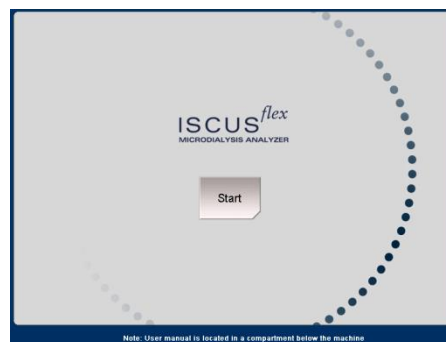 ISCUS flex
MICRODIALYSIS ANALYZER
Start
Note: User manual is located in a compartment below the machine